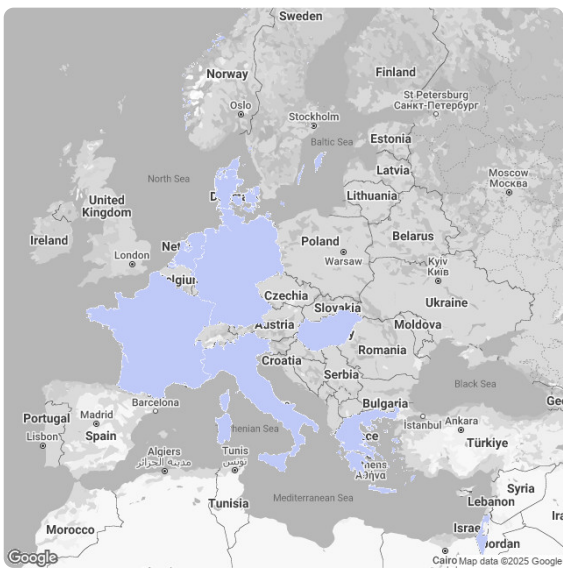 Sweden
Norway
Finland
St Petersburg
Санкт-Петербург
Oslo
Stockholm
Estonia
Baltic Sea
Latvia
North Sea
Moscow
Москва
Lithuania
United
Kingdom
Belarus
Ireland
Poland
London
Warsaw
Kyiv
Київ
Czechia
Ukraine
Slovakia
Austria
Moldova
Croatia
Romania
Serbia
Black Sea
Barcelona
Bulgaria
Portugal
Madrid
İstanbul
Ankara
Lisbon
Spain
Türkiye
Algiers
مدينة الجزائر
Tunis
تونس
Αθήνα
Syria
Mediterranean Sea
Lebanon
Tunisia
Morocco
Google
Cairo
Map data ©2025 Google